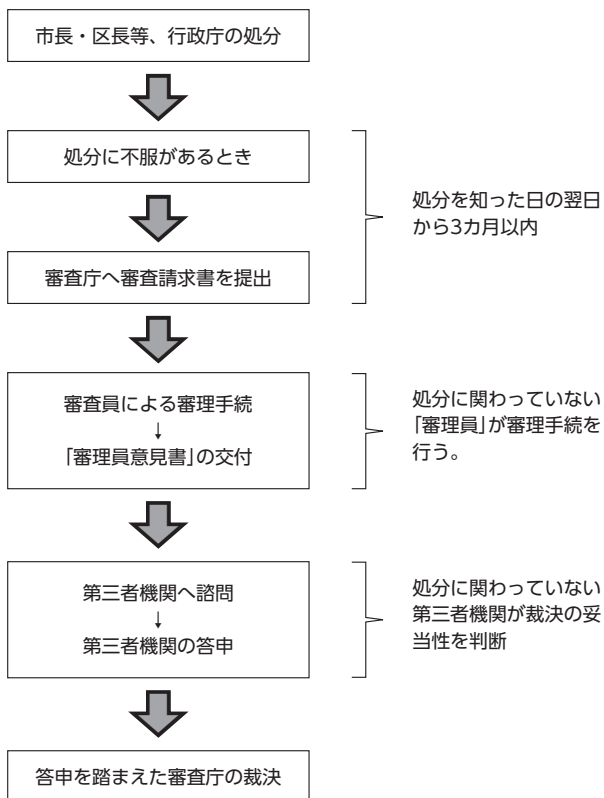 市長・区長等、行政庁の処分
処分に不服があるとき
処分を知った日の翌日
から3カ月以内
審査庁へ審査請求書を提出
審査員による審理手続
↓
「審理員意見書」の交付
処分に関わっていない
「審理員」が審理手続を
行う。
第三者機関へ諮問
↓
第三者機関の答申
処分に関わっていない
第三者機関が裁決の妥
当性を判断
答申を踏まえた審査庁の裁決